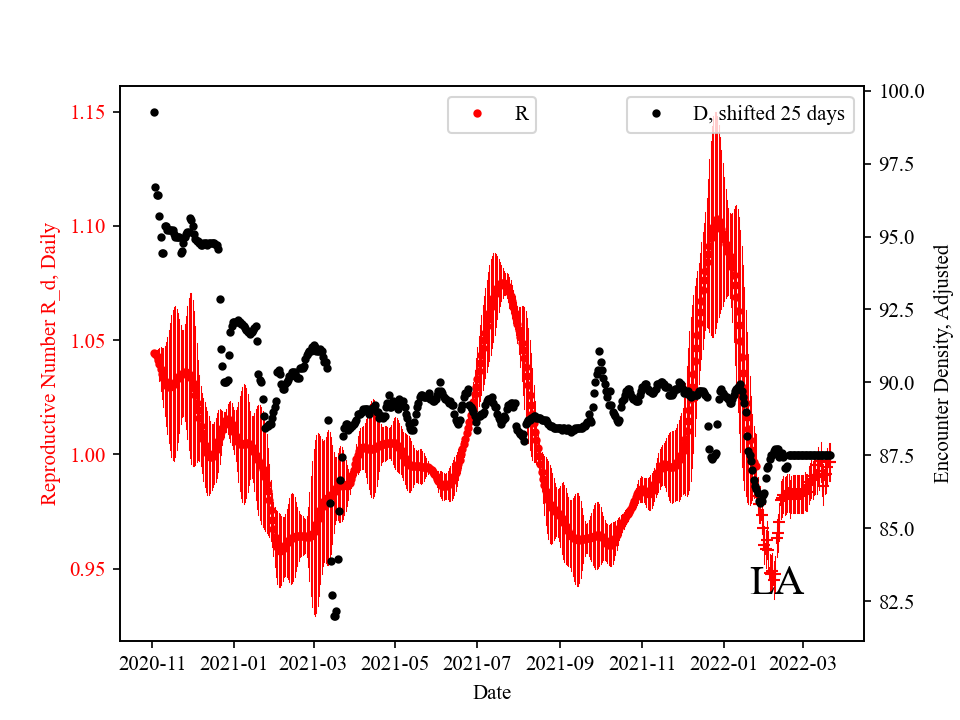 R
D, shifted 25 days
1.15
1.10
1.05
1.00
0.95
Reproductive Number R_d, Daily
100.0
97.5
95.0
92.5
90.0
87.5
85.0
82.5
Encounter Density, Adjusted
LA
2020-11 2021-01 2021-03 2021-05 2021-07 2021-09 2021-11 2022-01 2022-03
Date